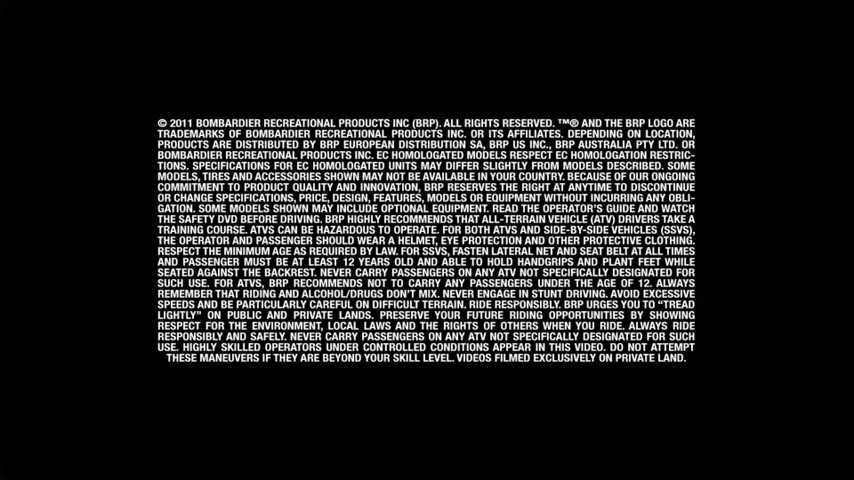 © 2011 BOMBARDIER RECREATIONAL PRODUCTS INC (BRP). ALL RIGHTS RESERVED. ™® AND THE BRP LOGO ARE
TRADEMARKS OF BOMBARDIER RECREATIONAL PRODUCTS INC. OR ITS AFFILIATES. DEPENDING ON LOCATION,
PRODUCTS ARE DISTRIBUTED BY BRP EUROPEAN DISTRIBUTION SA, BRP US INC., BRP AUSTRALIA PTY LTD. OR
BOMBARDIER RECREATIONAL PRODUCTS INC. EC HOMOLOGATED MODELS RESPECT EC HOMOLOGATION RESTRIC-
TIONS. SPECIFICATIONS FOR EC HOMOLOGATED UNITS MAY DIFFER SLIGHTLY FROM MODELS DESCRIBED. SOME
MODELS, TIRES AND ACCESSORIES SHOWN MAY NOT BE AVAILABLE IN YOUR COUNTRY. BECAUSE OF OUR ONGOING
COMMITMENT TO PRODUCT QUALITY AND INNOVATION, BRP RESERVES THE RIGHT AT ANYTIME TO DISCONTINUE
OR CHANGE SPECIFICATIONS, PRICE, DESIGN, FEATURES, MODELS OR EQUIPMENT WITHOUT INCURRING ANY OBLI-
GATION. SOME MODELS SHOWN MAY INCLUDE OPTIONAL EQUIPMENT. READ THE OPERATOR'S GUIDE AND WATCH
THE SAFETY DVD BEFORE DRIVING. BRP HIGHLY RECOMMENDS THAT ALL-TERRAIN VEHICLE (ATV) DRIVERS TAKE A
TRAINING COURSE. ATVS CAN BE HAZARDOUS TO OPERATE. FOR BOTH ATVS AND SIDE-BY-SIDE VEHICLES (SSVS),
THE OPERATOR AND PASSENGER SHOULD WEAR A HELMET, EYE PROTECTION AND OTHER PROTECTIVE CLOTHING.
RESPECT THE MINIMUM AGE AS REQUIRED BY LAW. FOR SSVS, FASTEN LATERAL NET AND SEAT BELT AT ALL TIMES
AND PASSENGER MUST BE AT LEAST 12 YEARS OLD AND ABLE TO HOLD HANDGRIPS AND PLANT FEET WHILE
SEATED AGAINST THE BACKREST. NEVER CARRY PASSENGERS ON ANY ATV NOT SPECIFICALLY DESIGNATED FOR
SUCH USE. FOR ATVS, BRP RECOMMENDS NOT TO CARRY ANY PASSENGERS UNDER THE AGE OF 12. ALWAYS
REMEMBER THAT RIDING AND ALCOHOL/DRUGS DON'T MIX. NEVER ENGAGE IN STUNT DRIVING. AVOID EXCESSIVE
SPEEDS AND BE PARTICULARLY CAREFUL ON DIFFICULT TERRAIN. RIDE RESPONSIBLY. BRP URGES YOU TO “TREAD
LIGHTLY” ON PUBLIC AND PRIVATE LANDS. PRESERVE YOUR FUTURE RIDING OPPORTUNITIES BY SHOWING
RESPECT FOR THE ENVIRONMENT, LOCAL LAWS AND THE RIGHTS OF OTHERS WHEN YOU RIDE. ALWAYS RIDE
RESPONSIBLY AND SAFELY. NEVER CARRY PASSENGERS ON ANY ATV NOT SPECIFICALLY DESIGNATED FOR SUCH
USE. HIGHLY SKILLED OPERATORS UNDER CONTROLLED CONDITIONS APPEAR IN THIS VIDEO. DO NOT ATTEMPT
THESE MANEUVERS IF THEY ARE BEYOND YOUR SKILL LEVEL. VIDEOS FILMED EXCLUSIVELY ON PRIVATE LAND.